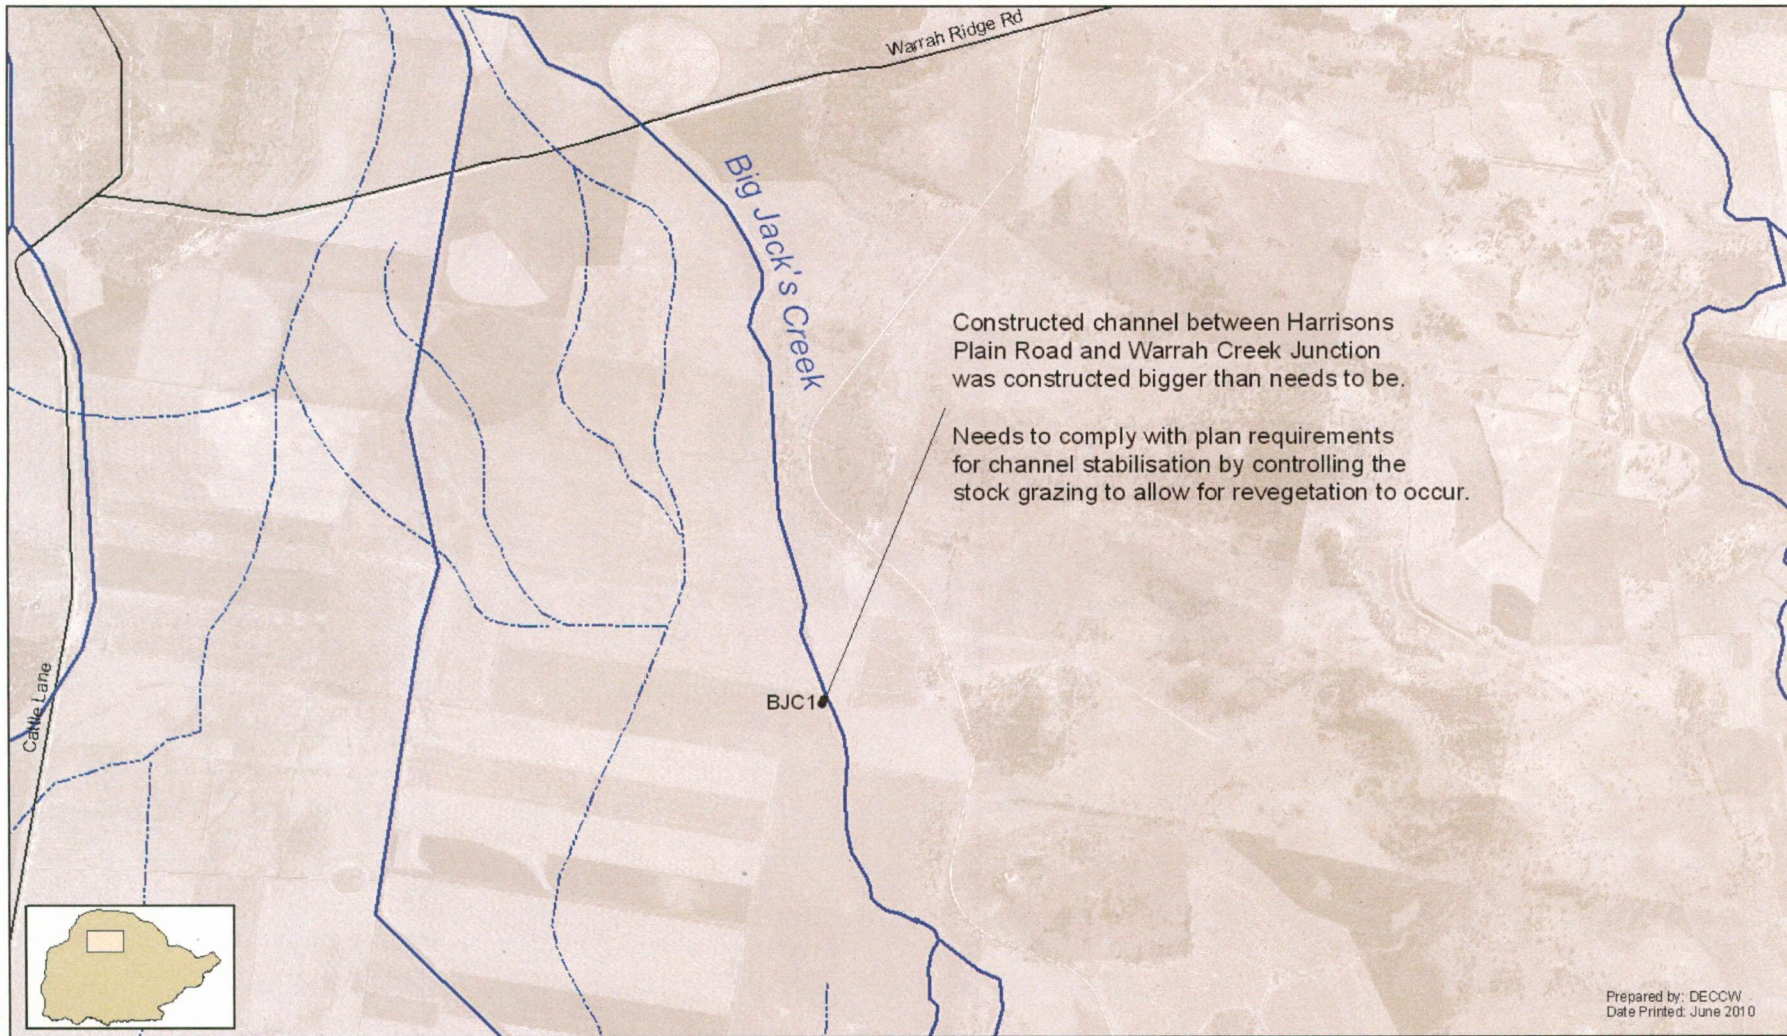 Warrah Ridge Rd
Big Jack's Creek
Constructed channel between Harrisons
Plain Road and Warrah Creek Junction
was constructed bigger than needs to be.
Needs to comply with plan requirements
for channel stabilisation by controlling the
stock grazing to allow for revegetation to occur.
Cattle Lane
BJC1
Prepared by: DECCW
Date Printed: June 2010